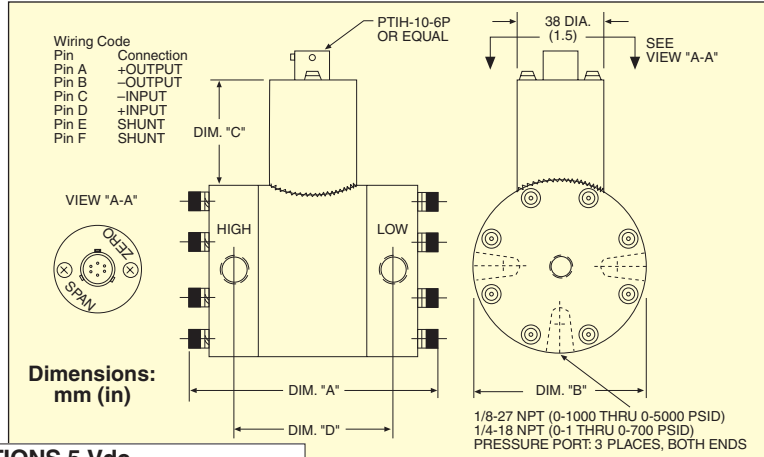 Wiring Code
Pin Connection
Pin A +OUTPUT
Pin B –OUTPUT
Pin C –INPUT
Pin D +INPUT
Pin E SHUNT
Pin F SHUNT
PTIH-10-6P
OR EQUAL
38 DIA.
(1.5)
SEE
VIEW "A-A"
DIM. "C"
VIEW "A-A"
ZERO
SPAN
HIGH
LOW
Dimensions:
mm (in)
DIM. "A"
DIM. "D"
DIM. "B"
1/8-27 NPT (0-1000 THRU 0-5000 PSID)
1/4-18 NPT (0-1 THRU 0-700 PSID)
PRESSURE PORT: 3 PLACES, BOTH ENDS
5 Vdc